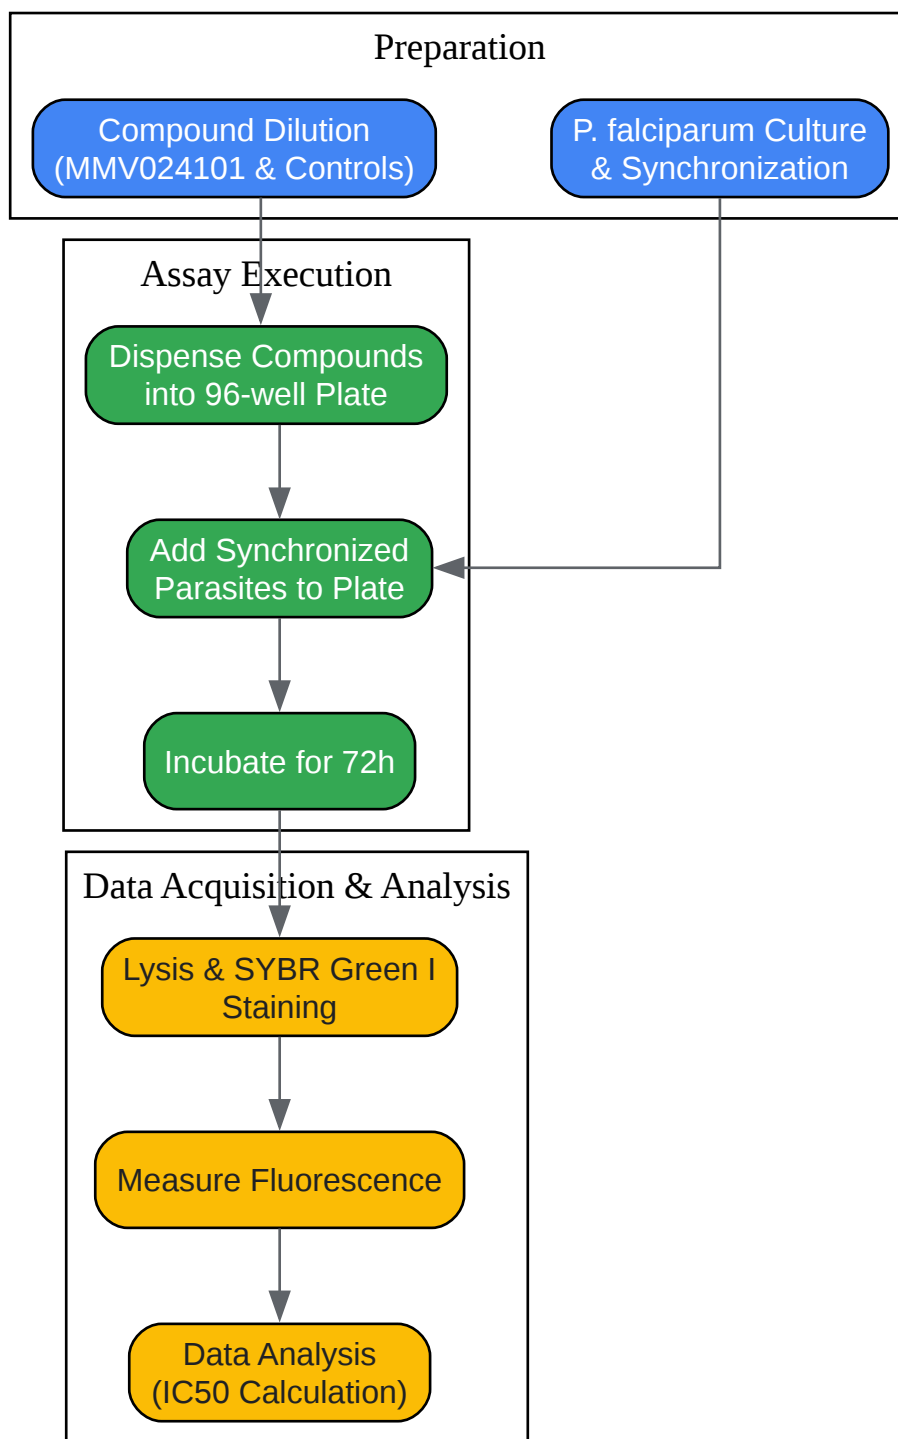 Preparation
Compound Dilution
(MMV024101 & Controls)
P. falciparum Culture
& Synchronization
Assay Execution
Dispense Compounds
into 96-well Plate
Add Synchronized
Parasites to Plate
Incubate for 72h
Data Acquisition & Analysis
Lysis & SYBR Green I
Staining
Measure Fluorescence
Data Analysis
(IC50 Calculation)